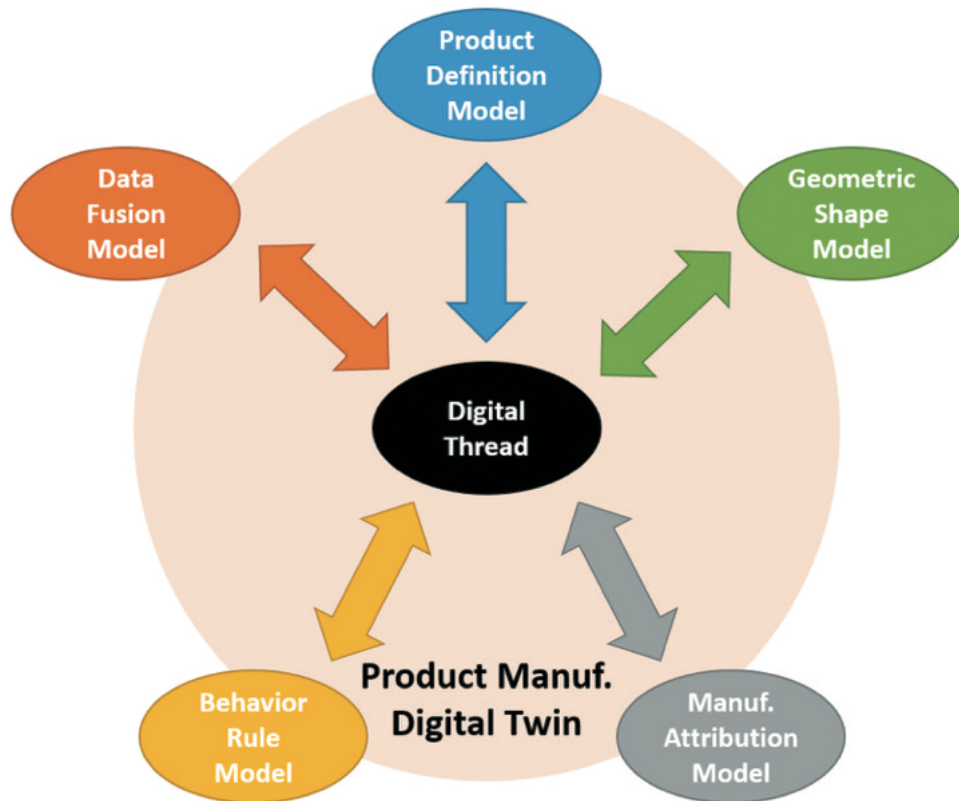 Product
Definition
Model
Data
Fusion
Model
Geometric
Shape
Model
Digital
Thread
Product Manuf.
Digital Twin
Behavior
Rule
Model
Manuf.
Attribution
Model